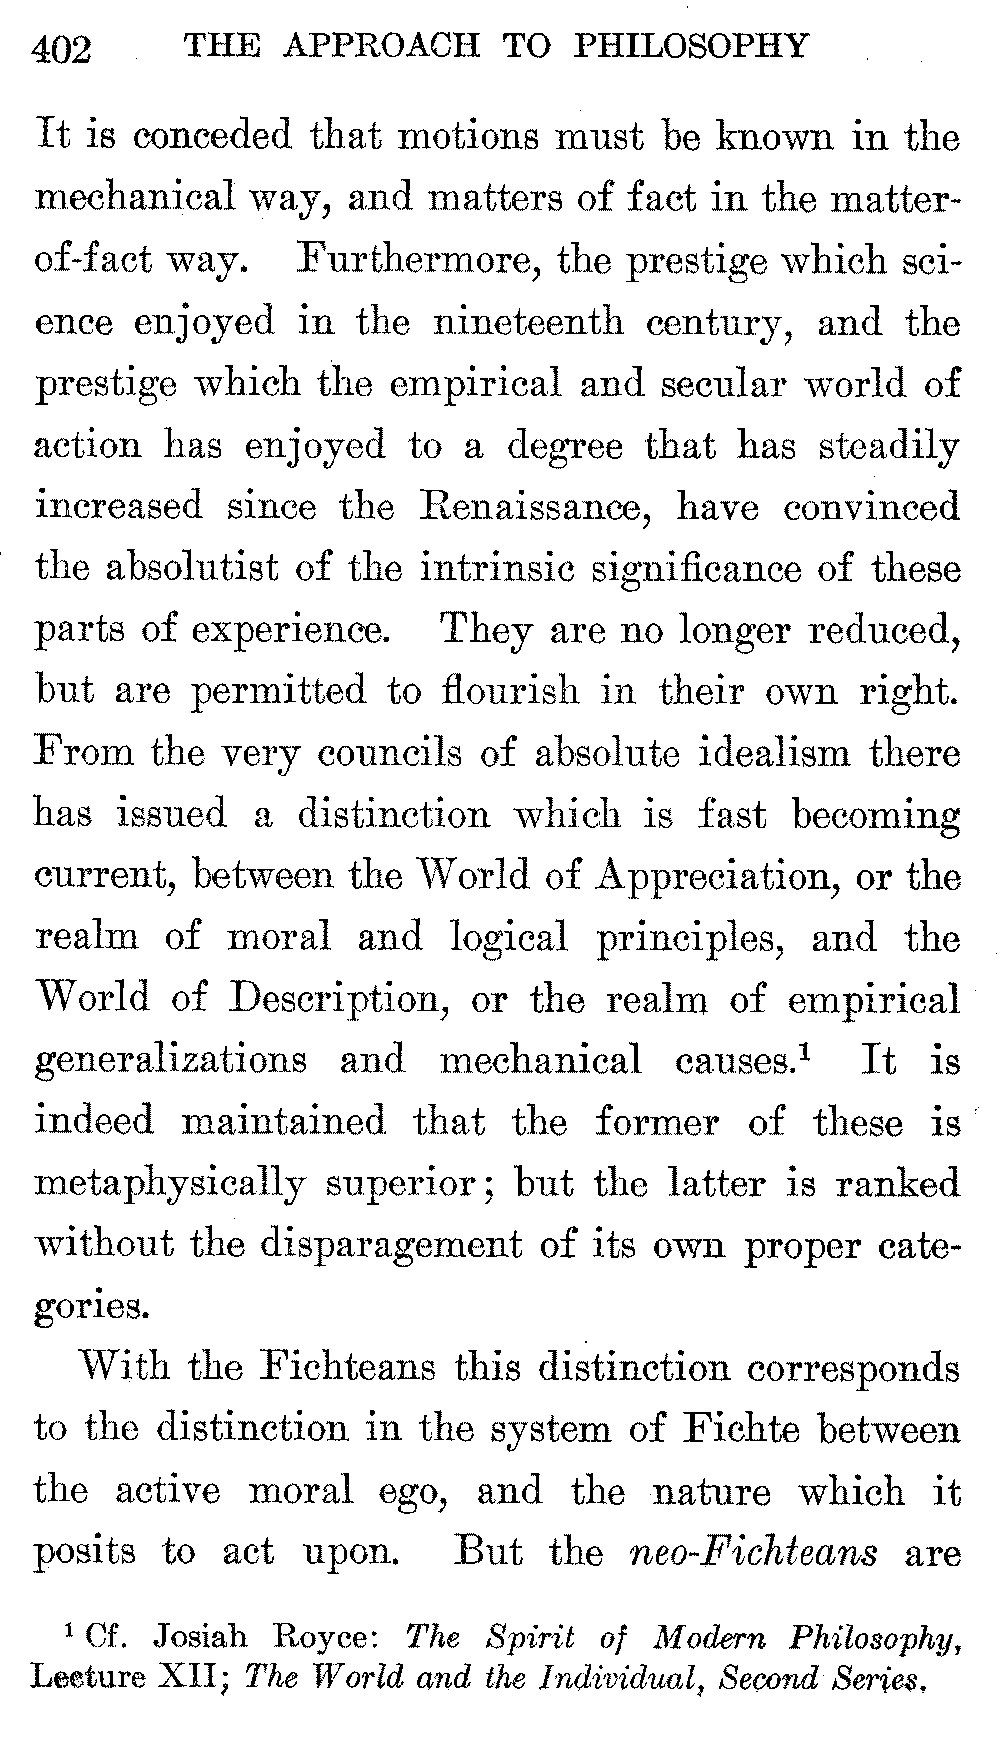 402 THE APPROACH TO PHILOSOPHY
It is conceded that motions must be known in the
mechanical way, and matters of fact in the matter-
of-fact way. Furthermore, the prestige which sci-
ence enjoyed in the nineteenth century, and the
prestige which the empirical and secular world of
action has enjoyed to a degree that has steadily
increased since the Renaissance, have convinced
the absolutist of the intrinsic significance of these
parts of experience. They are no longer reduced,
but are permitted to flourish in their own right.
From the very councils of absolute idealism there
has issued a distinction which is fast becoming
current, between the World of Appreciation, or the
realm of moral and logical principles, and the
World of Description, or the realm of empirical
generalizations and mechanical causes.¹ It is
indeed maintained that the former of these is
metaphysically superior; but the latter is ranked
without the disparagement of its own proper cate-
gories.
With the Fichteans this distinction corresponds
to the distinction in the system of Fichte between
the active moral ego, and the nature which it
posits to act upon. But the neo-Fichteans are
¹ Cf. Josiah Royce: The Spirit of Modern Philosophy,
Lecture XII; The World and the Individual, Second Series.